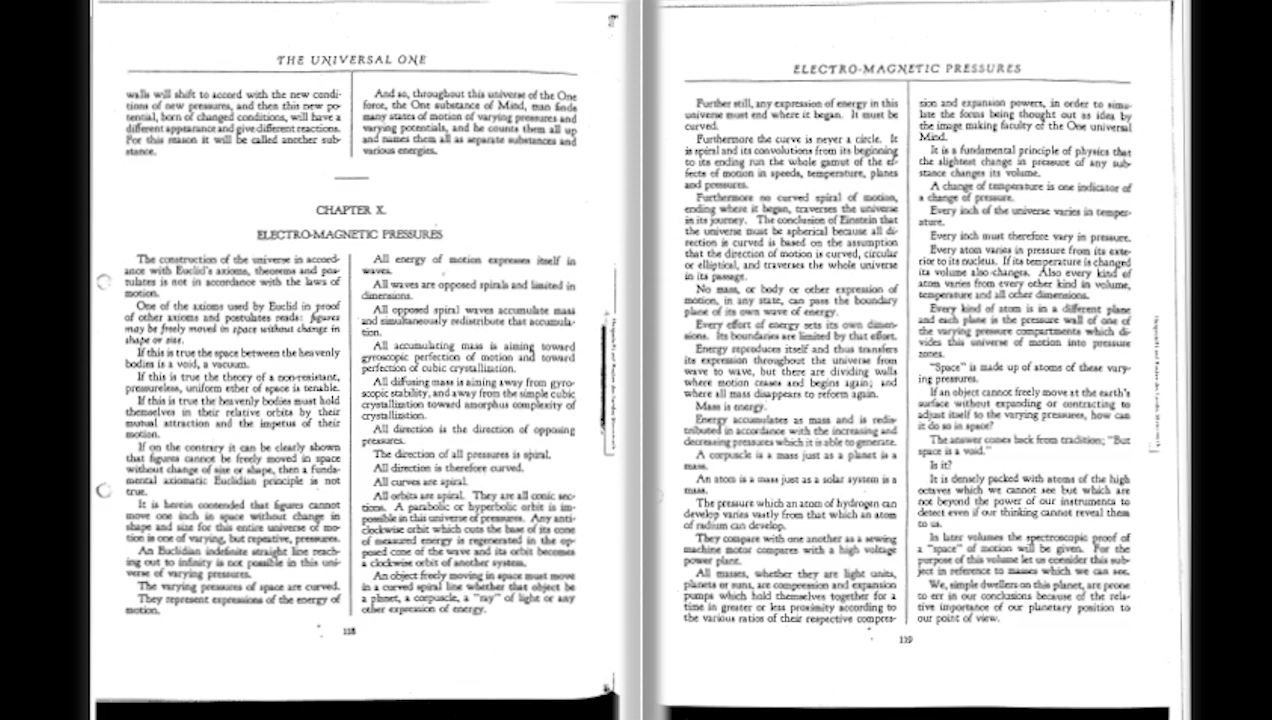 THE UNIVERSAL ONE
walls will shift to accord with the new condi-
tions of new pressures, and then this new po-
tential, born of changed conditions, will have a
different appearance and give different reactions.
For this reason it will be called another sub-
stance.
And so, throughout this universe of the One
force, the One substance of Mind, man finds
many states of motion of varying pressures and
varying potentials, and he counts them all up
and names them all as separate substances and
various energies.
CHAPTER X.
ELECTRO-MAGNETIC PRESSURES
The construction of the universe in accord-
ance with Euclid's axioms, theorems and pos-
tulates is not in accordance with the laws of
motion.
One of the axioms used by Euclid in proof
of other axioms and postulates reads: figures
may be freely moved in space without change in
shape or size.
If this is true the space between the heavenly
bodies is a void, a vacuum.
If this is true the theory of a non-resistant,
pressureless, uniform ether of space is tenable.
If this is true the heavenly bodies must hold
themselves in their relative orbits by their
mutual attraction and the impetus of their
motion.
If on the contrary it can be clearly shown
that figures cannot be freely moved in space
without change of size or shape, then a funda-
mental axiomatic Euclidian principle is not
true.
It is herein contended that figures cannot
move one inch in space without change in
shape and size for this entire universe of mo-
tion is one of varying, but repeative, pressures.
An Euclidian indefinite straight line reach-
ing out to infinity is not possible in this uni-
verse of varying pressures.
The varying pressures of space are curved.
They represent expressions of the energy of
motion.
All energy of motion expresses itself in
waves.
All waves are opposed spirals and limited in
dimensions.
All opposed spiral waves accumulate mass
and simultaneously redistribute that accumula-
tion.
All accumulating mass is aiming toward
gyroscopic perfection of motion and toward
perfection of cubic crystallization.
All diffusing mass is aiming away from gyro-
scopic stability, and away from the simple cubic
crystallization toward amorphus complexity of
crystallization.
All direction is the direction of opposing
pressures.
The direction of all pressures is spiral.
All direction is therefore curved.
All curves are spiral.
All orbits are spiral. They are all conic sec-
tions. A parabolic or hyperbolic orbit is im-
possible in this universe of pressures. Any anti-
clockwise orbit which cuts the base of its cone
of measured energy is regenerated in the op-
posed cone of the wave and its orbit becomes
a clockwise orbit of another system.
An object freely moving in space must move
in a curved spiral line whether that object be
a planet, a corpuscle, a "ray" of light or any
other expression of energy.
118
ELECTRO-MAGNETIC PRESSURES
Further still, any expression of energy in this
universe must end where it began. It must be
curved.
Furthermore the curve is never a circle. It
is spiral and its convolutions from its beginning
to its ending run the whole gamut of the ef-
fects of motion in speeds, temperature, planes
and pressures.
Furthermore no curved spiral of motion,
ending where it began, traverses the universe
in its journey. The conclusion of Einstein that
the universe must be spherical because all di-
rection is curved is based on the assumption
that the direction of motion is curved, circular
or elliptical, and traverses the whole universe
in its passage.
No mass, or body or other expression of
motion, in any state, can pass the boundary
plane of its own wave of energy.
Every effort of energy sets its own dimen-
sions. Its boundaries are limited by that effort.
Energy reproduces itself and thus transfers
its expression throughout the universe from
wave to wave, but there are dividing walls
where motion ceases and begins again; and
where all mass disappears to reform again.
Mass is energy.
Energy accumulates as mass and is redis-
tributed in accordance with the increasing and
decreasing pressures which it is able to generate.
A corpuscle is a mass just as a planet is a
mass.
An atom is a mass just as a solar system is a
mass.
The pressure which an atom of hydrogen can
develop varies vastly from that which an atom
of radium can develop.
They compare with one another as a sewing
machine motor compares with a high voltage
power plant.
All masses, whether they are light units,
planets or suns, are compression and expansion
pumps which hold themselves together for a
time in greater or less proximity according to
the various ratios of their respective compres-
sion and expansion powers, in order to simu-
late the forms being thought out as idea by
the image making faculty of the One universal
Mind.
It is a fundamental principle of physics that
the slightest change in pressure of any sub-
stance changes its volume.
A change of temperature is one indicator of
a change of pressure.
Every inch of the universe varies in temper-
ature.
Every inch must therefore vary in pressure.
Every atom varies in pressure from its exte-
rior to its nucleus. If its temperature is changed
its volume also changes. Also every kind of
atom varies from every other kind in volume,
temperature and all other dimensions.
Every kind of atom is in a different plane
and each plane is the pressure wall of one of
the varying pressure compartments which di-
vides this universe of motion into pressure
zones.
"Space" is made up of atoms of these vary-
ing pressures.
If an object cannot freely move at the earth's
surface without expanding or contracting to
adjust itself to the varying pressures, how can
it do so in space?
The answer comes back from tradition; "But
space is a void."
Is it?
It is densely packed with atoms of the high
octaves which we cannot see but which are
not beyond the power of our instruments to
detect even if our thinking cannot reveal them
to us.
In later volumes the spectroscopic proof of
a "space" of motion will be given. For the
purpose of this volume let us consider this sub-
ject in reference to masses which we can see.
We, simple dwellers on this planet, are prone
to err in our conclusions because of the rela-
tive importance of our planetary position to
our point of view.
119